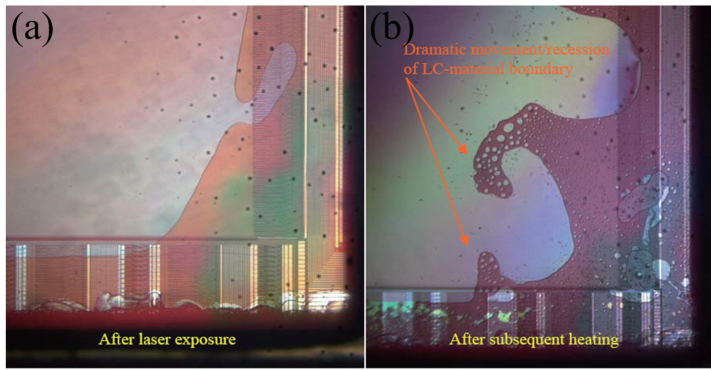 (a)
After laser exposure
(b)
Dramatic movement/recession
of LC-material boundary
After subsequent heating